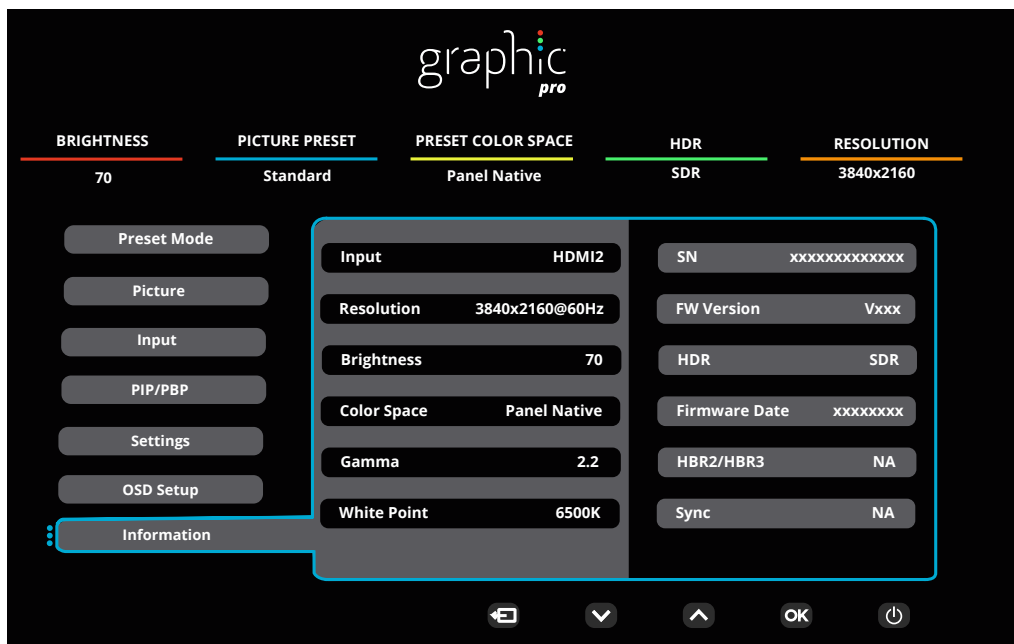 graphic
pro
BRIGHTNESS PICTURE PRESET PRESET COLOR SPACE HDR RESOLUTION
70 Standard Panel Native SDR 3840x2160
Preset Mode
Picture
Input
PIP/PBP
Settings
OSD Setup
Information
Input HDMI2
Resolution 3840x2160@60Hz
Brightness 70
Color Space Panel Native
Gamma 2.2
White Point 6500K
SN xxxxxxxxxxxxx
FW Version Vxxx
HDR SDR
Firmware Date xxxxxxxx
HBR2/HBR3 NA
Sync NA
OK